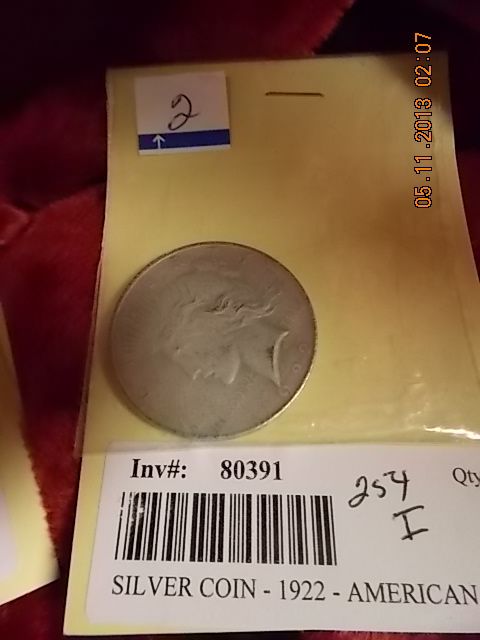 05.11.2013 02:07
2
Inv#: 80391
254
I
Qty
SILVER COIN - 1922 - AMERICAN